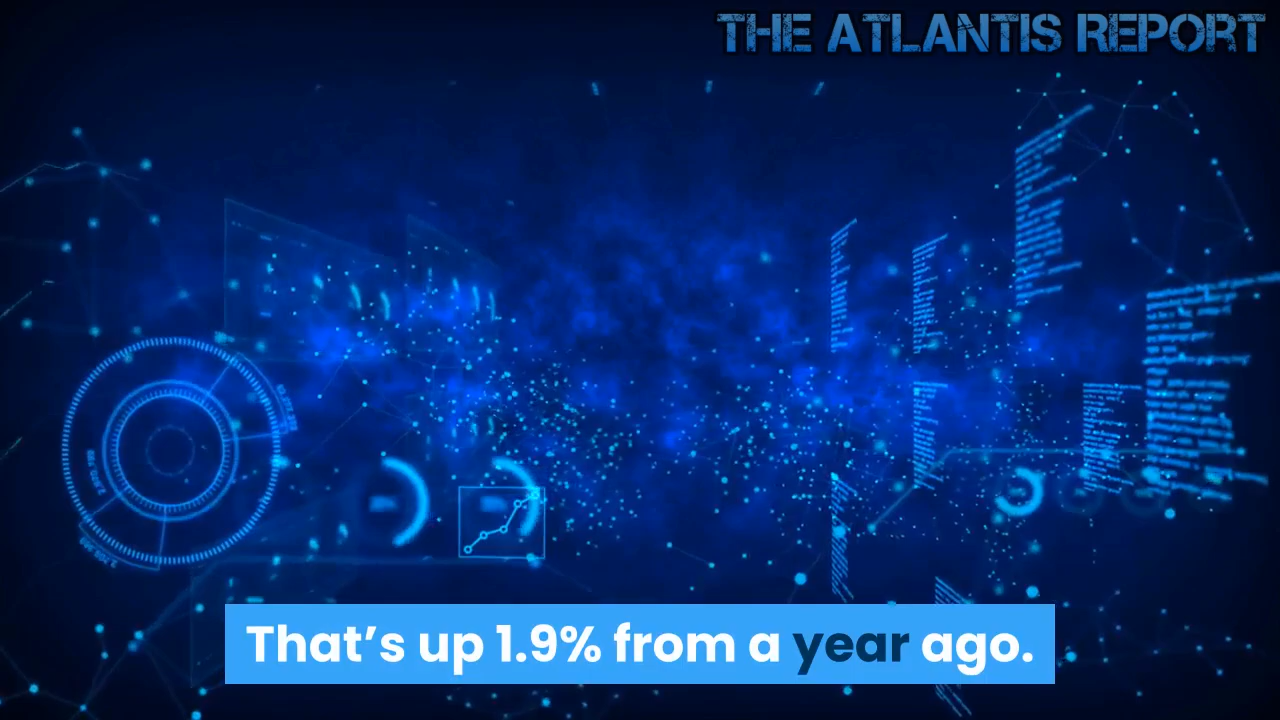 THE ATLANTIS REPORT
That's up 1.9% from a year ago.